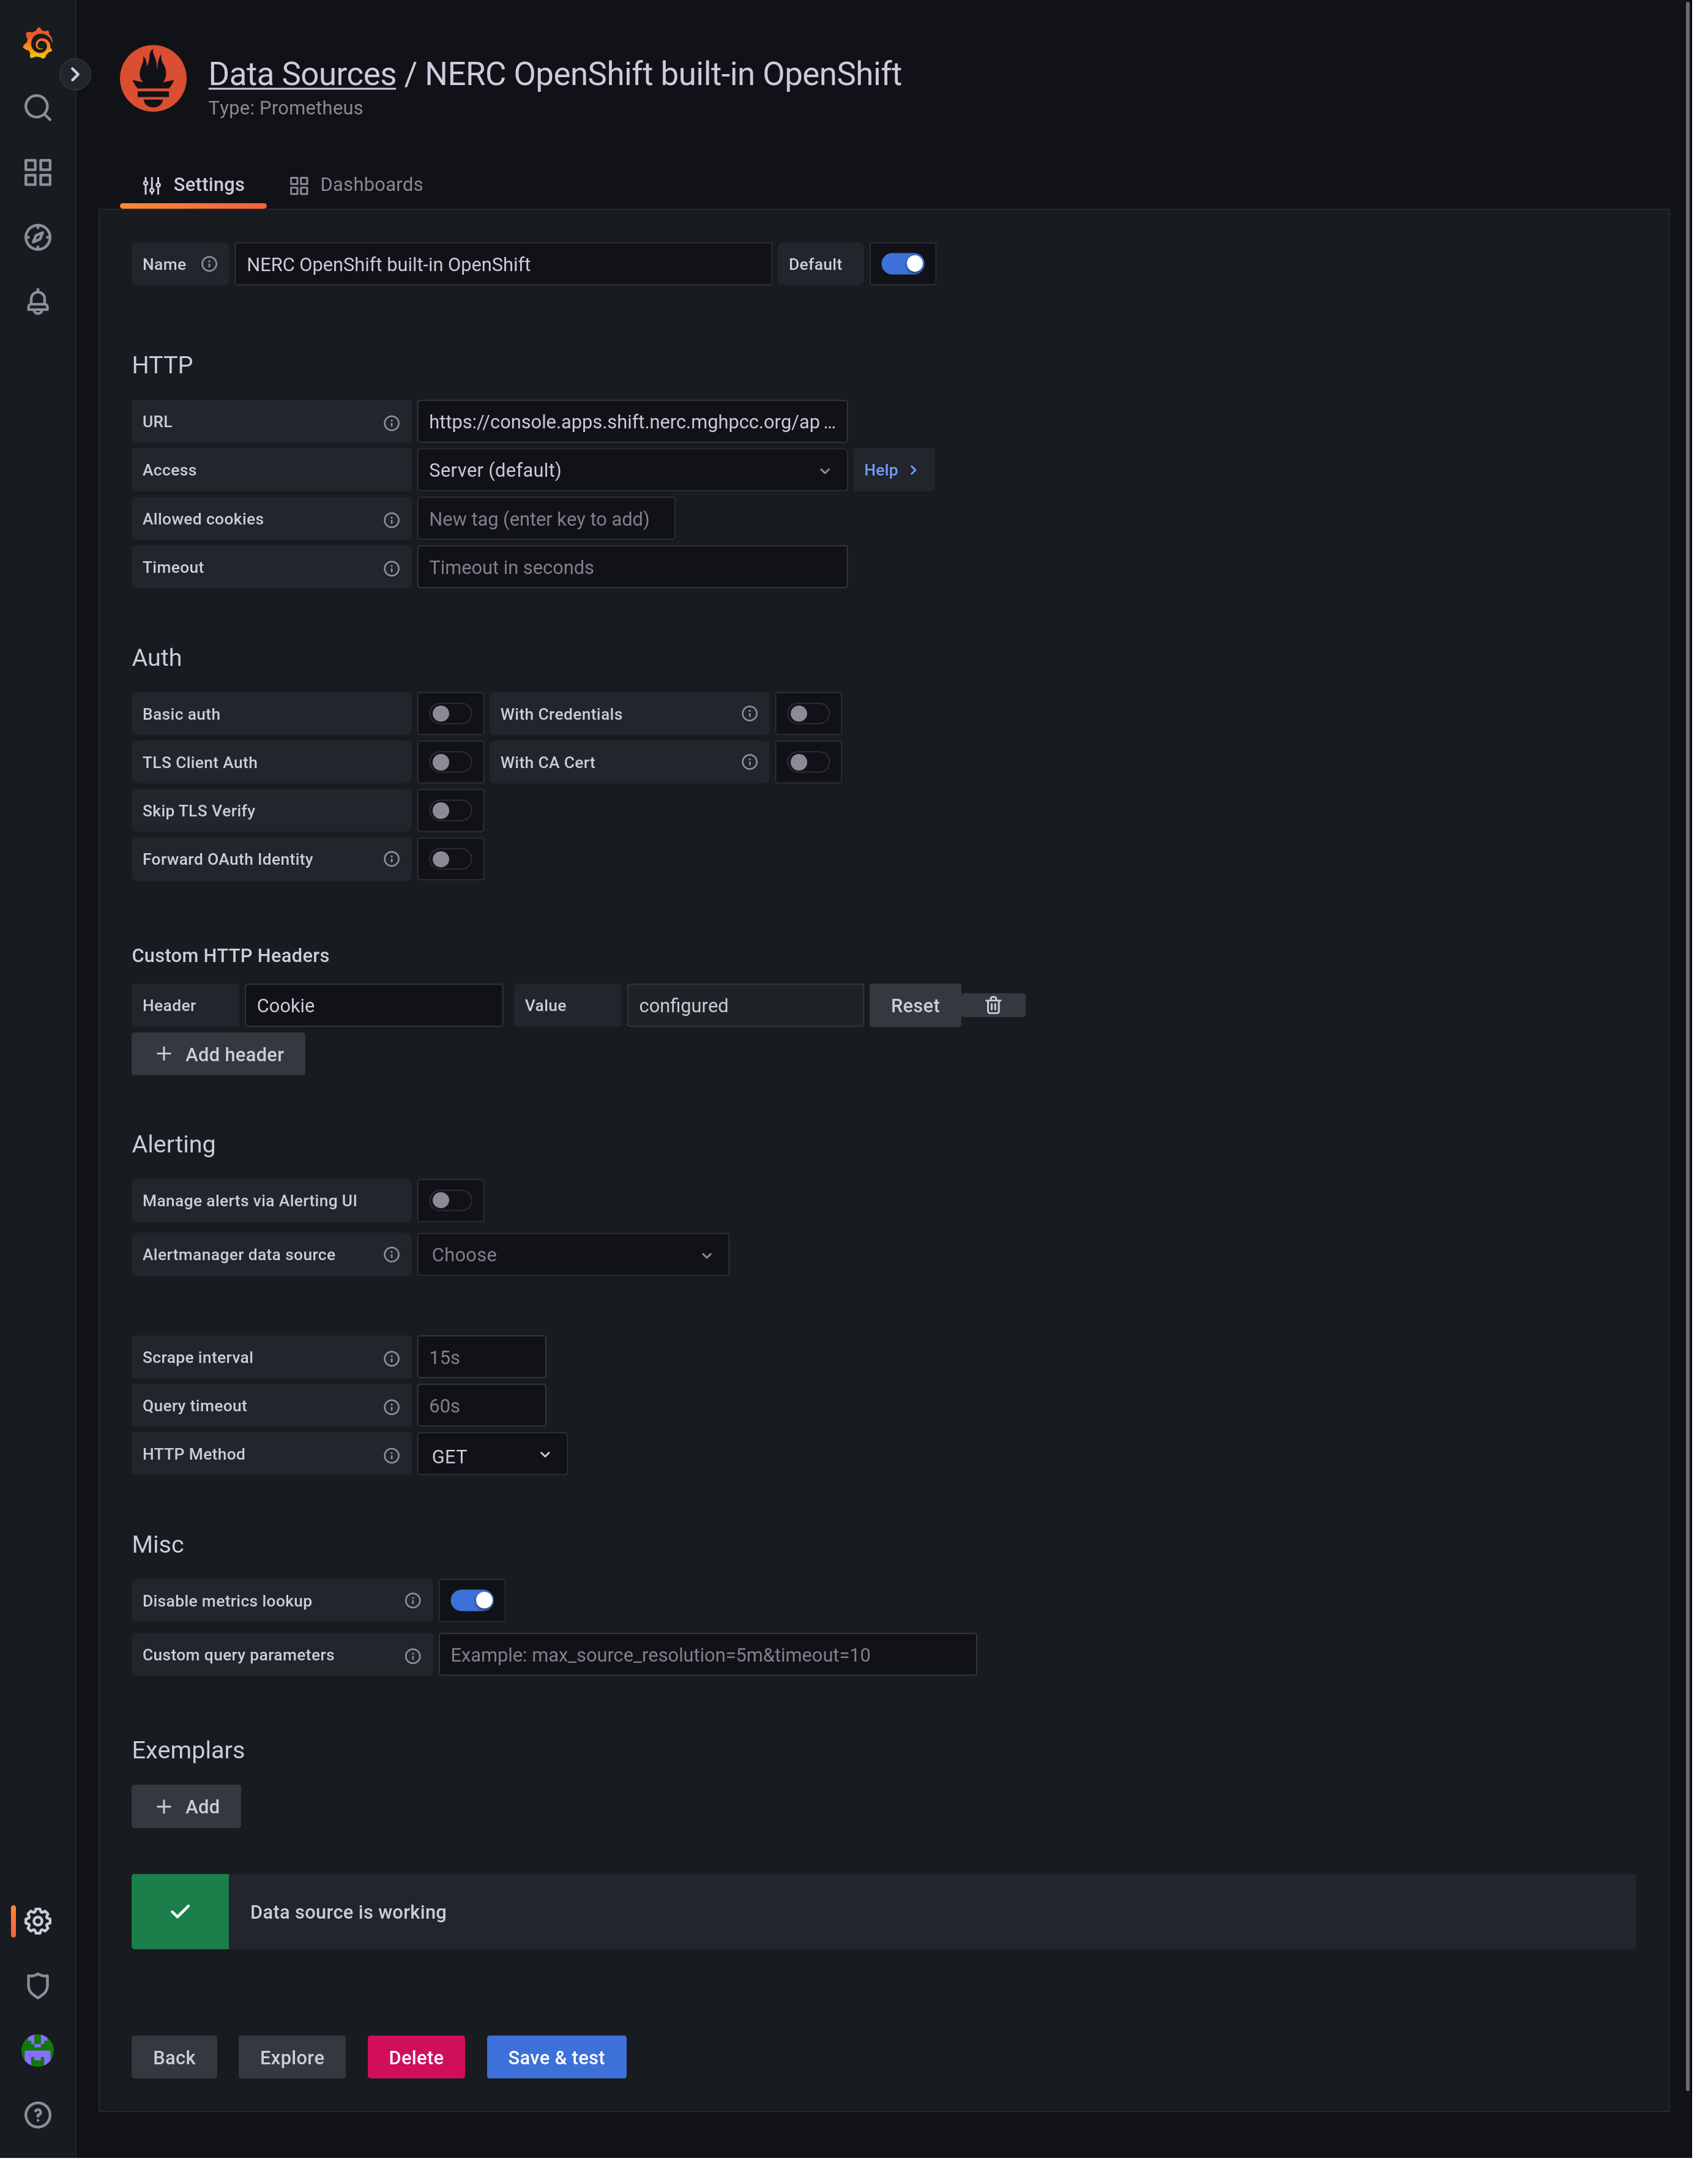 Data Sources / NERC OpenShift built-in OpenShift
Type: Prometheus
Settings Dashboards
Name NERC OpenShift built-in OpenShift Default
HTTP
URL https://console.apps.shift.nerc.mghpcc.org/ap ...
Access Server (default) Help
Allowed cookies New tag (enter key to add)
Timeout Timeout in seconds
Auth
Basic auth With Credentials
TLS Client Auth With CA Cert
Skip TLS Verify
Forward OAuth Identity
Custom HTTP Headers
Header Cookie Value configured Reset
Add header
Alerting
Manage alerts via Alerting UI
Alertmanager data source Choose
Scrape interval 15s
Query timeout 60s
HTTP Method GET
Misc
Disable metrics lookup
Custom query parameters Example: max_source_resolution=5m&timeout=10
Exemplars
Add
Data source is working
Back Explore Delete Save & test